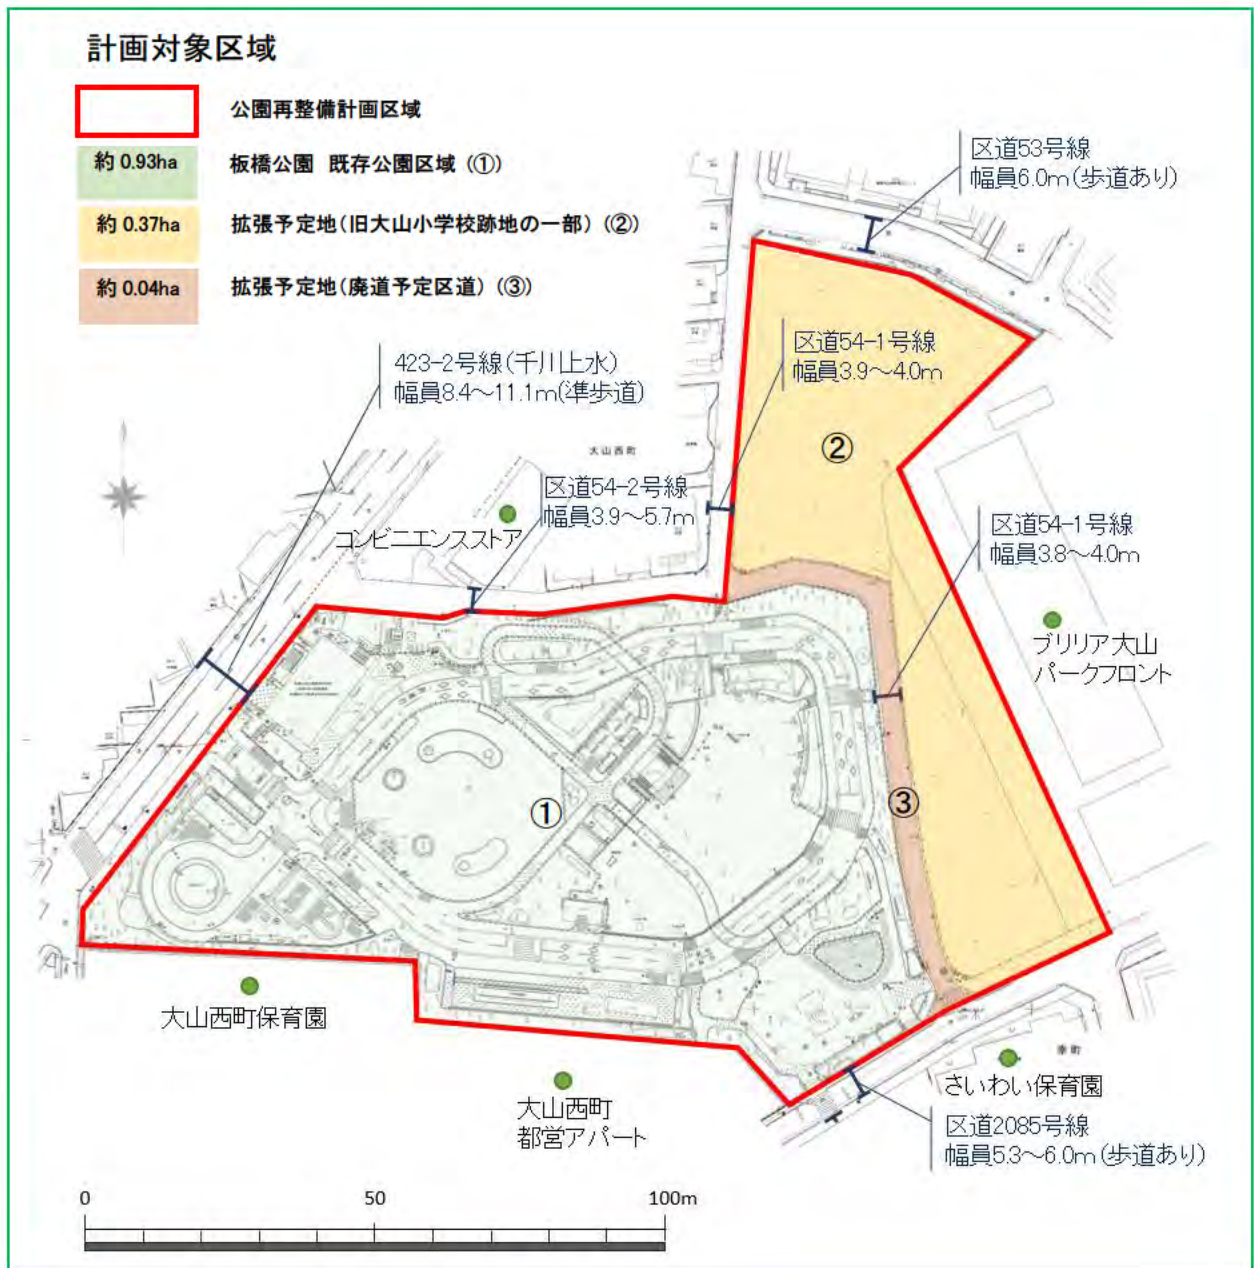 計画対象区域
公園再整備計画区域
約 0.93ha 板橋公園 既存公園区域 (①)
約 0.37ha 拡張予定地(旧大山小学校跡地の一部) (②)
約 0.04ha 拡張予定地(廃道予定区道) (③)
区道53号線
幅員6.0m(歩道あり)
423-2号線(千川上水)
幅員8.4～11.1m(準歩道)
区道54-1号線
幅員3.9～4.0m
大山西町
②
区道54-2号線
幅員3.9～5.7m
コンビニエンスストア
区道54-1号線
幅員3.8～4.0m
ブリリア大山
パークフロント
①
③
大山西町保育園
幸町
さいわい保育園
大山西町
都営アパート
区道2085号線
幅員5.3～6.0m(歩道あり)
0 50 100m